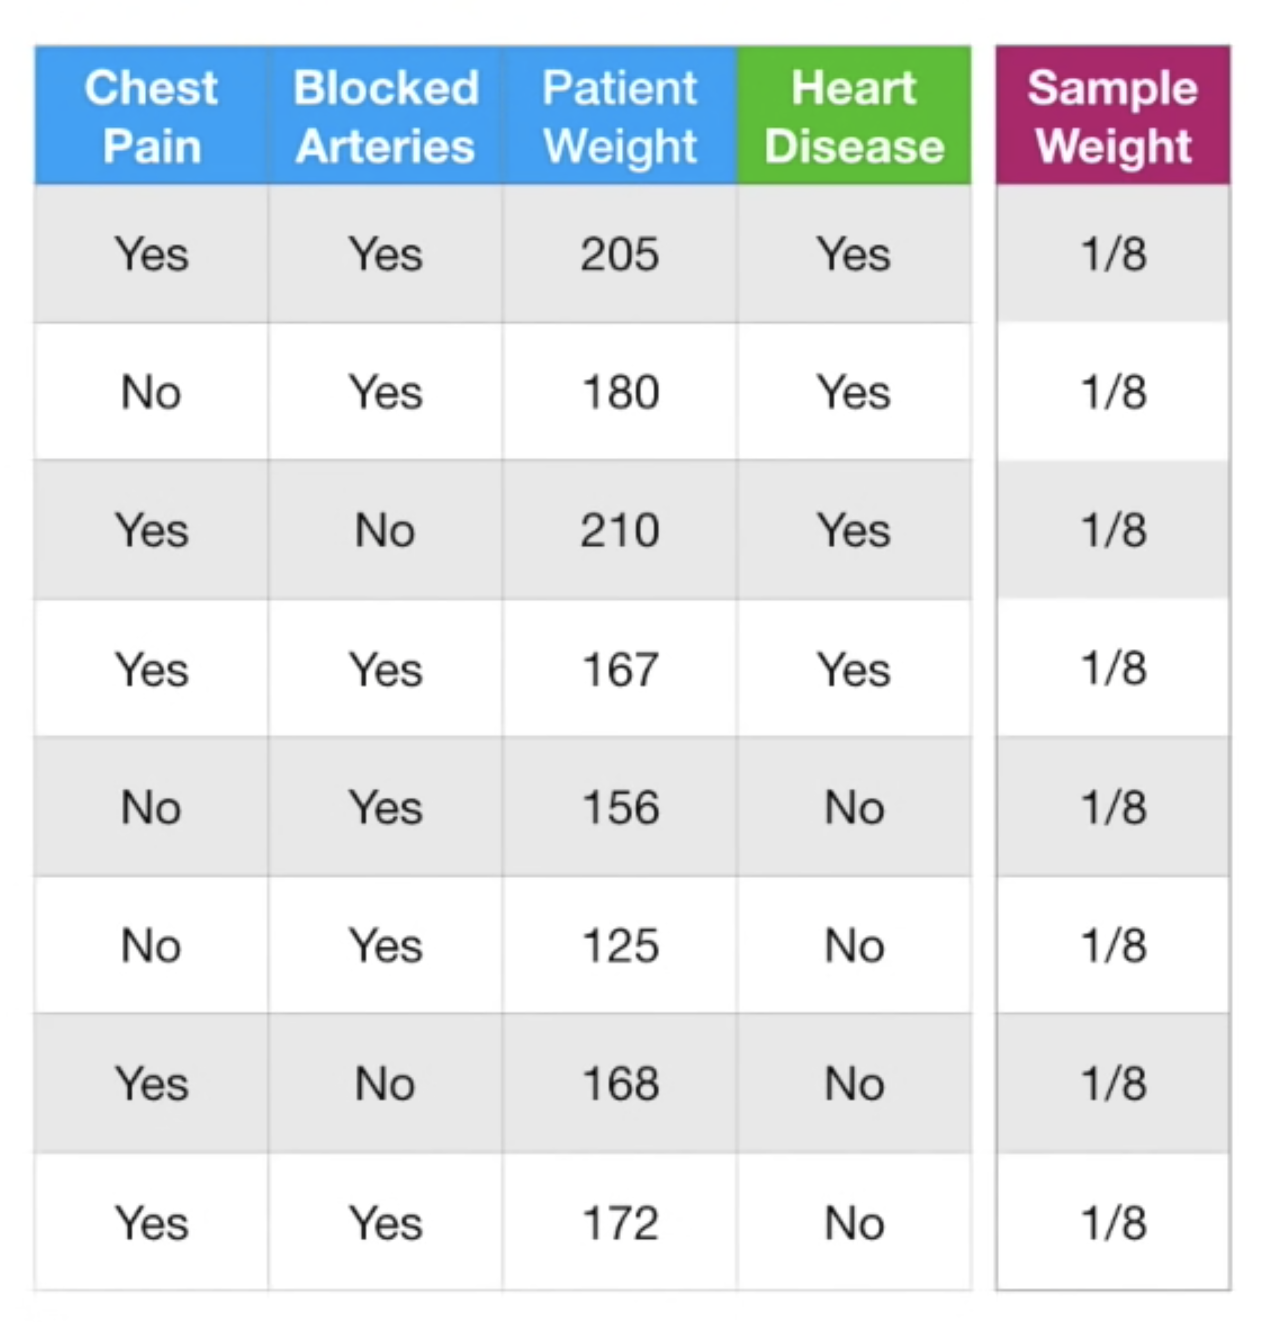 Chest Pain Blocked Arteries Patient Weight Heart Disease Sample Weight
Yes Yes 205 Yes 1/8
No Yes 180 Yes 1/8
Yes No 210 Yes 1/8
Yes Yes 167 Yes 1/8
No Yes 156 No 1/8
No Yes 125 No 1/8
Yes No 168 No 1/8
Yes Yes 172 No 1/8